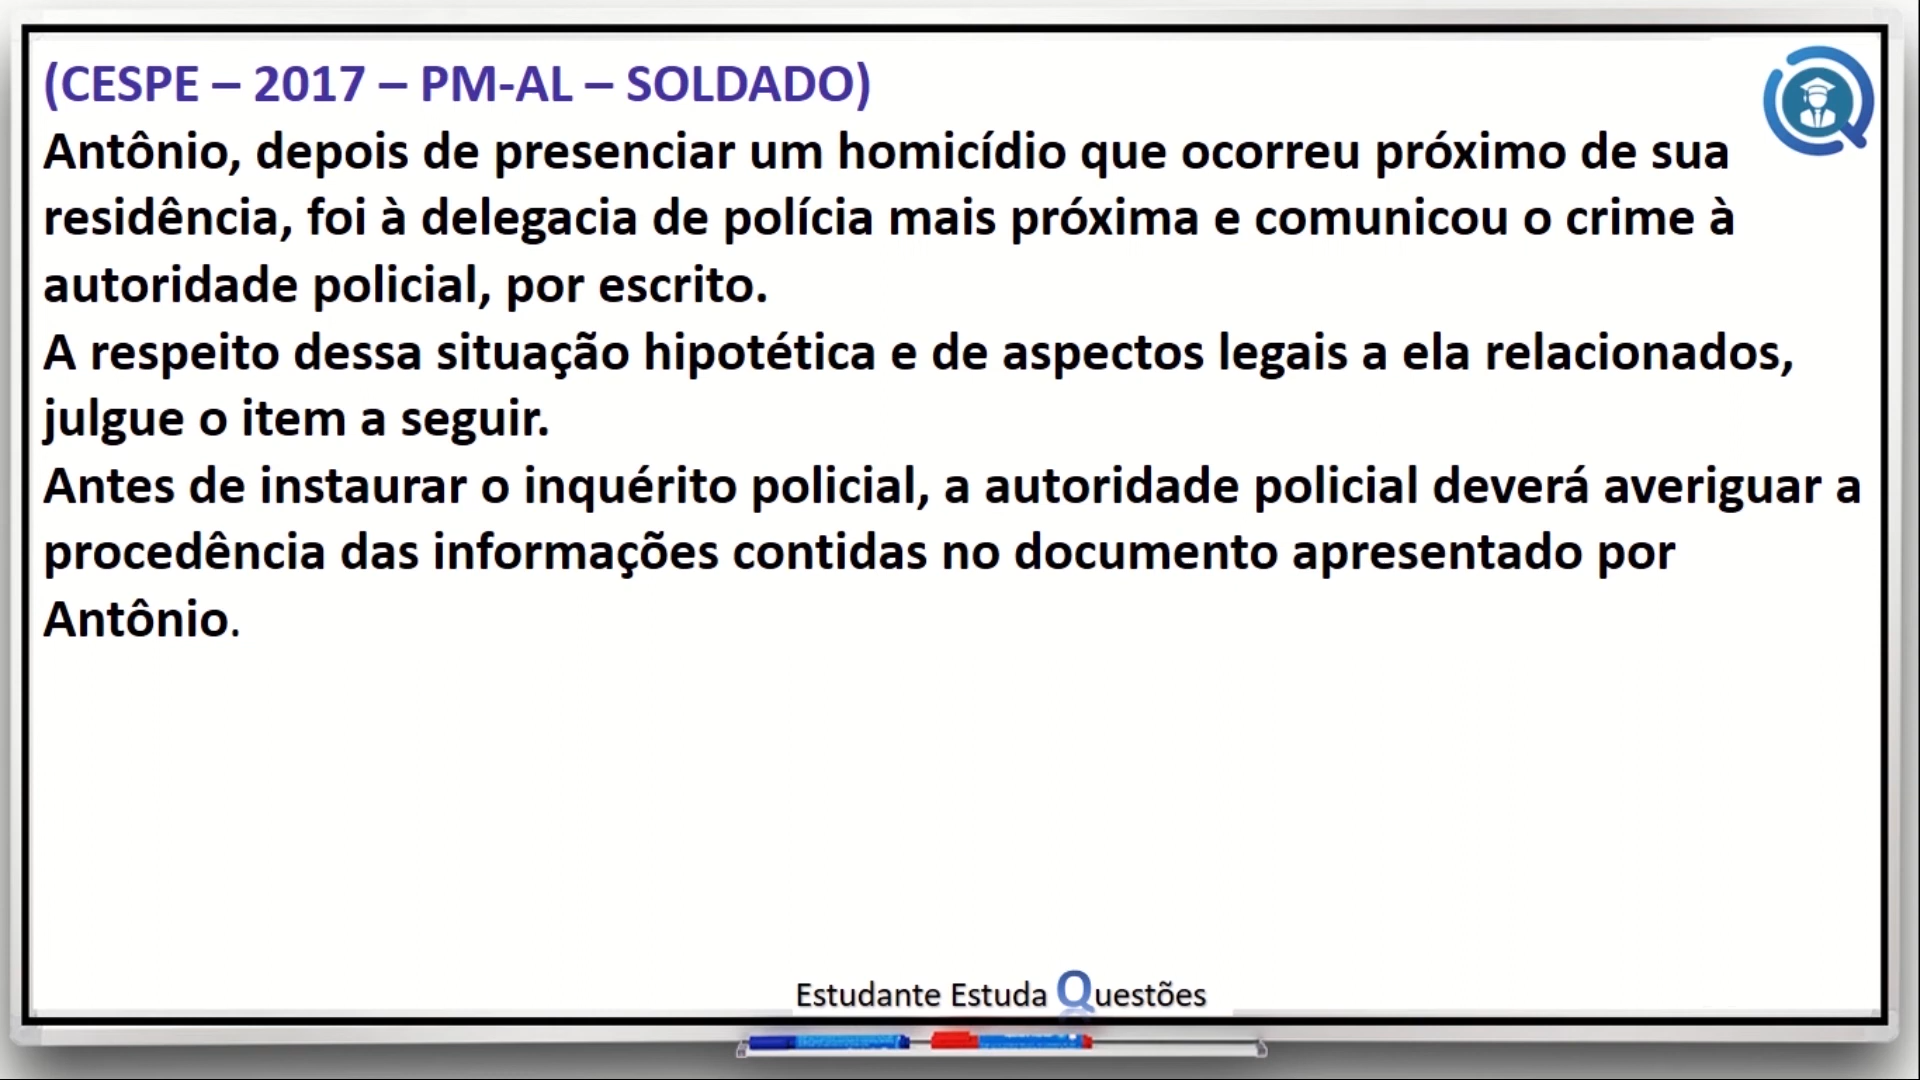 (CESPE – 2017 – PM-AL – SOLDADO)
Antônio, depois de presenciar um homicídio que ocorreu próximo de sua
residência, foi à delegacia de polícia mais próxima e comunicou o crime à
autoridade policial, por escrito.
A respeito dessa situação hipotética e de aspectos legais a ela relacionados,
julgue o item a seguir.
Antes de instaurar o inquérito policial, a autoridade policial deverá averiguar a
procedência das informações contidas no documento apresentado por
Antônio.
Estudante Estuda Questões